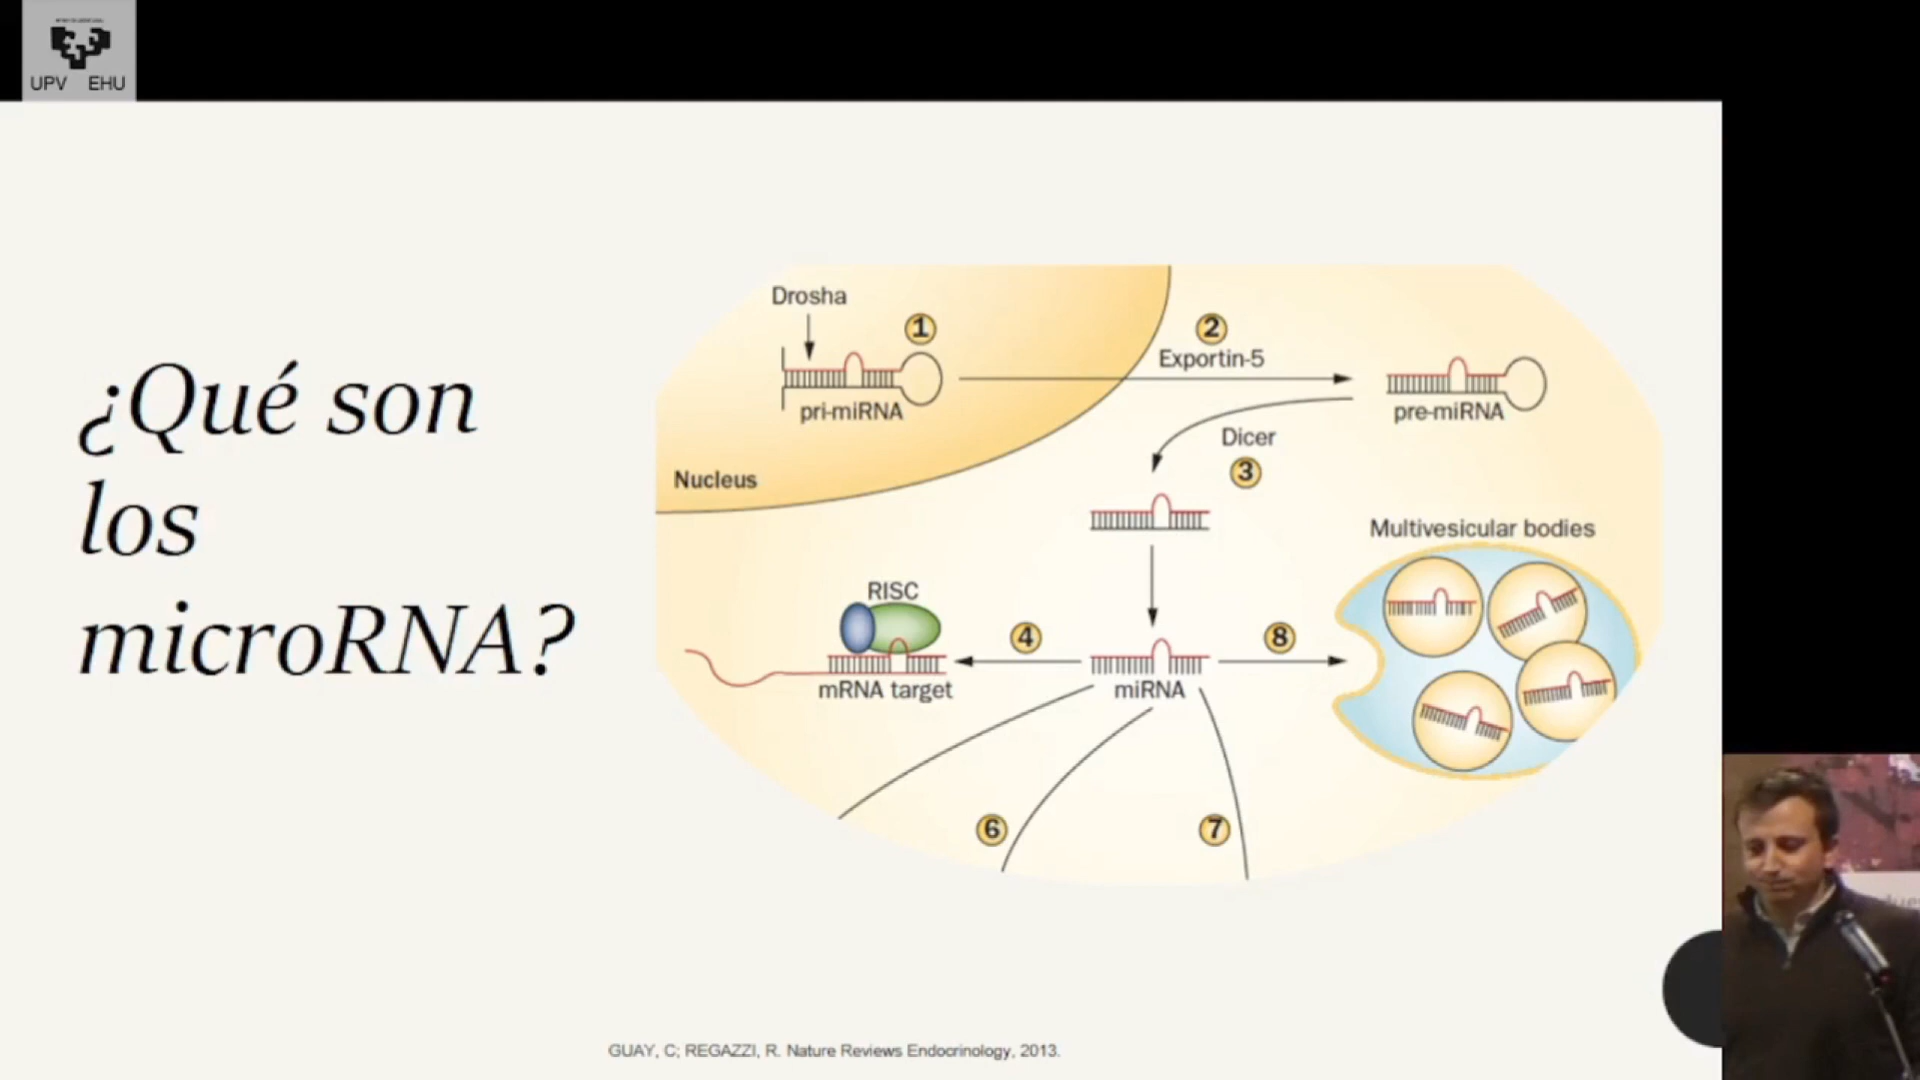 UPV EHU
¿Qué son
los
microRNA?
Drosha
1
pri-miRNA
Nucleus
2
Exportin-5
pre-miRNA
Dicer
3
Multivesicular bodies
RISC
4
mRNA target
miRNA
8
6
7
GUAY, C; REGAZZI, R. Nature Reviews Endocrinology, 2013.